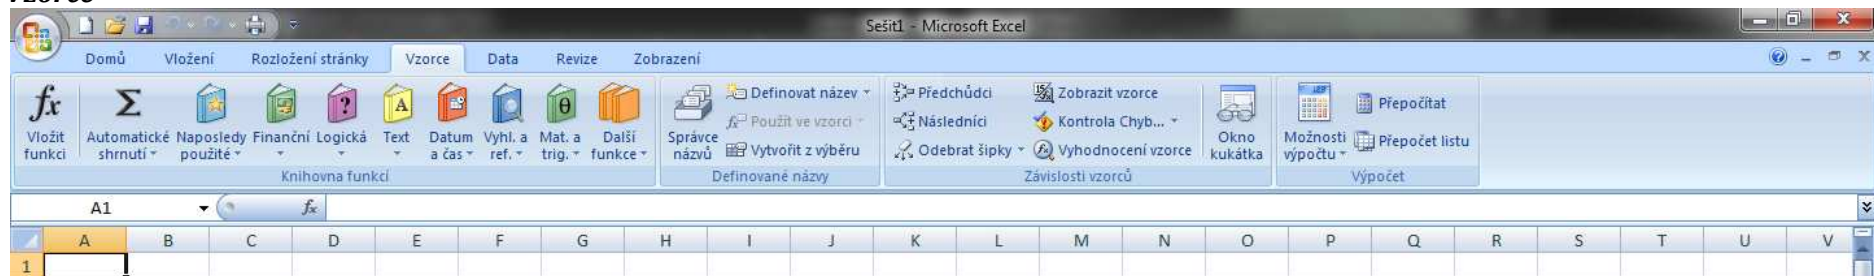 Sešit1 - Microsoft Excel
Domů Vložení Rozložení stránky Vzorce Data Revize Zobrazení
fx Σ ? A θ
Vložit funkci
Automatické shrnutí
Naposledy použité
Finanční
Logická
Text
Datum a čas
Vyhl. a ref.
Mat. a trig.
Další funkce
Knihovna funkcí
Správce názvů
Definovat název
Použít ve vzorci
Vytvořit z výběru
Definované názvy
Předchůdci
Následníci
Odebrat šipky
Zobrazit vzorce
Kontrola Chyb...
Vyhodnocení vzorce
Okno kukátka
Závislosti vzorců
Možnosti výpočtu
Přepočítat
Přepočet listu
Výpočet
A1 fx
A B C D E F G H I J K L M N O P Q R S T U V
1